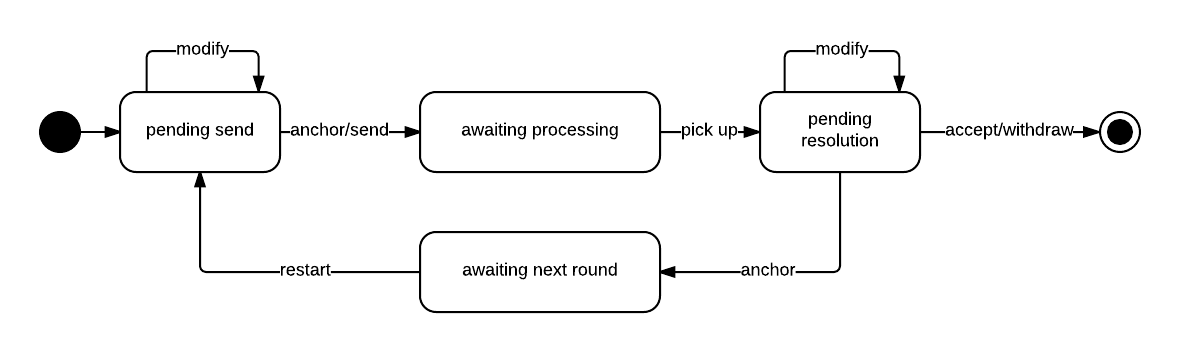 modify
modify
pending send
anchor/send
awaiting processing
pick up
pending
resolution
accept/withdraw
restart
awaiting next round
anchor